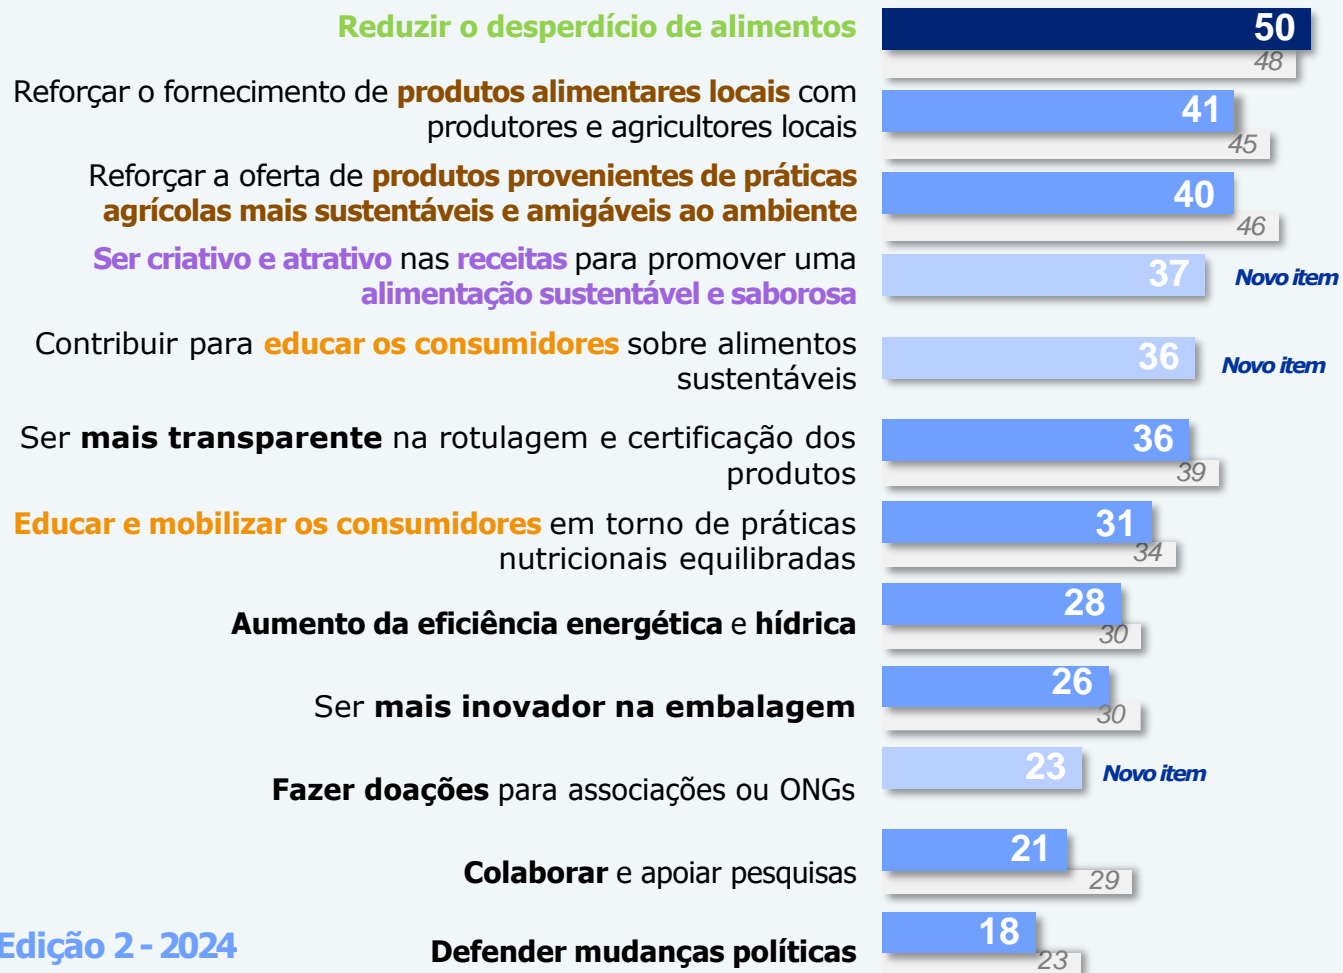 Reduzir o desperdício de alimentos
50
48
Reforçar o fornecimento de produtos alimentares locais com
produtores e agricultores locais
41
45
Reforçar a oferta de produtos provenientes de práticas
agrícolas mais sustentáveis e amigáveis ao ambiente
40
46
Ser criativo e atrativo nas receitas para promover uma
alimentação sustentável e saborosa
37
Novo item
Contribuir para educar os consumidores sobre alimentos
sustentáveis
36
Novo item
Ser mais transparente na rotulagem e certificação dos
produtos
36
39
Educar e mobilizar os consumidores em torno de práticas
nutricionais equilibradas
31
34
Aumento da eficiência energética e hídrica
28
30
Ser mais inovador na embalagem
26
30
Fazer doações para associações ou ONGs
23
Novo item
Colaborar e apoiar pesquisas
21
29
Defender mudanças políticas
18
23
Edição 2 - 2024